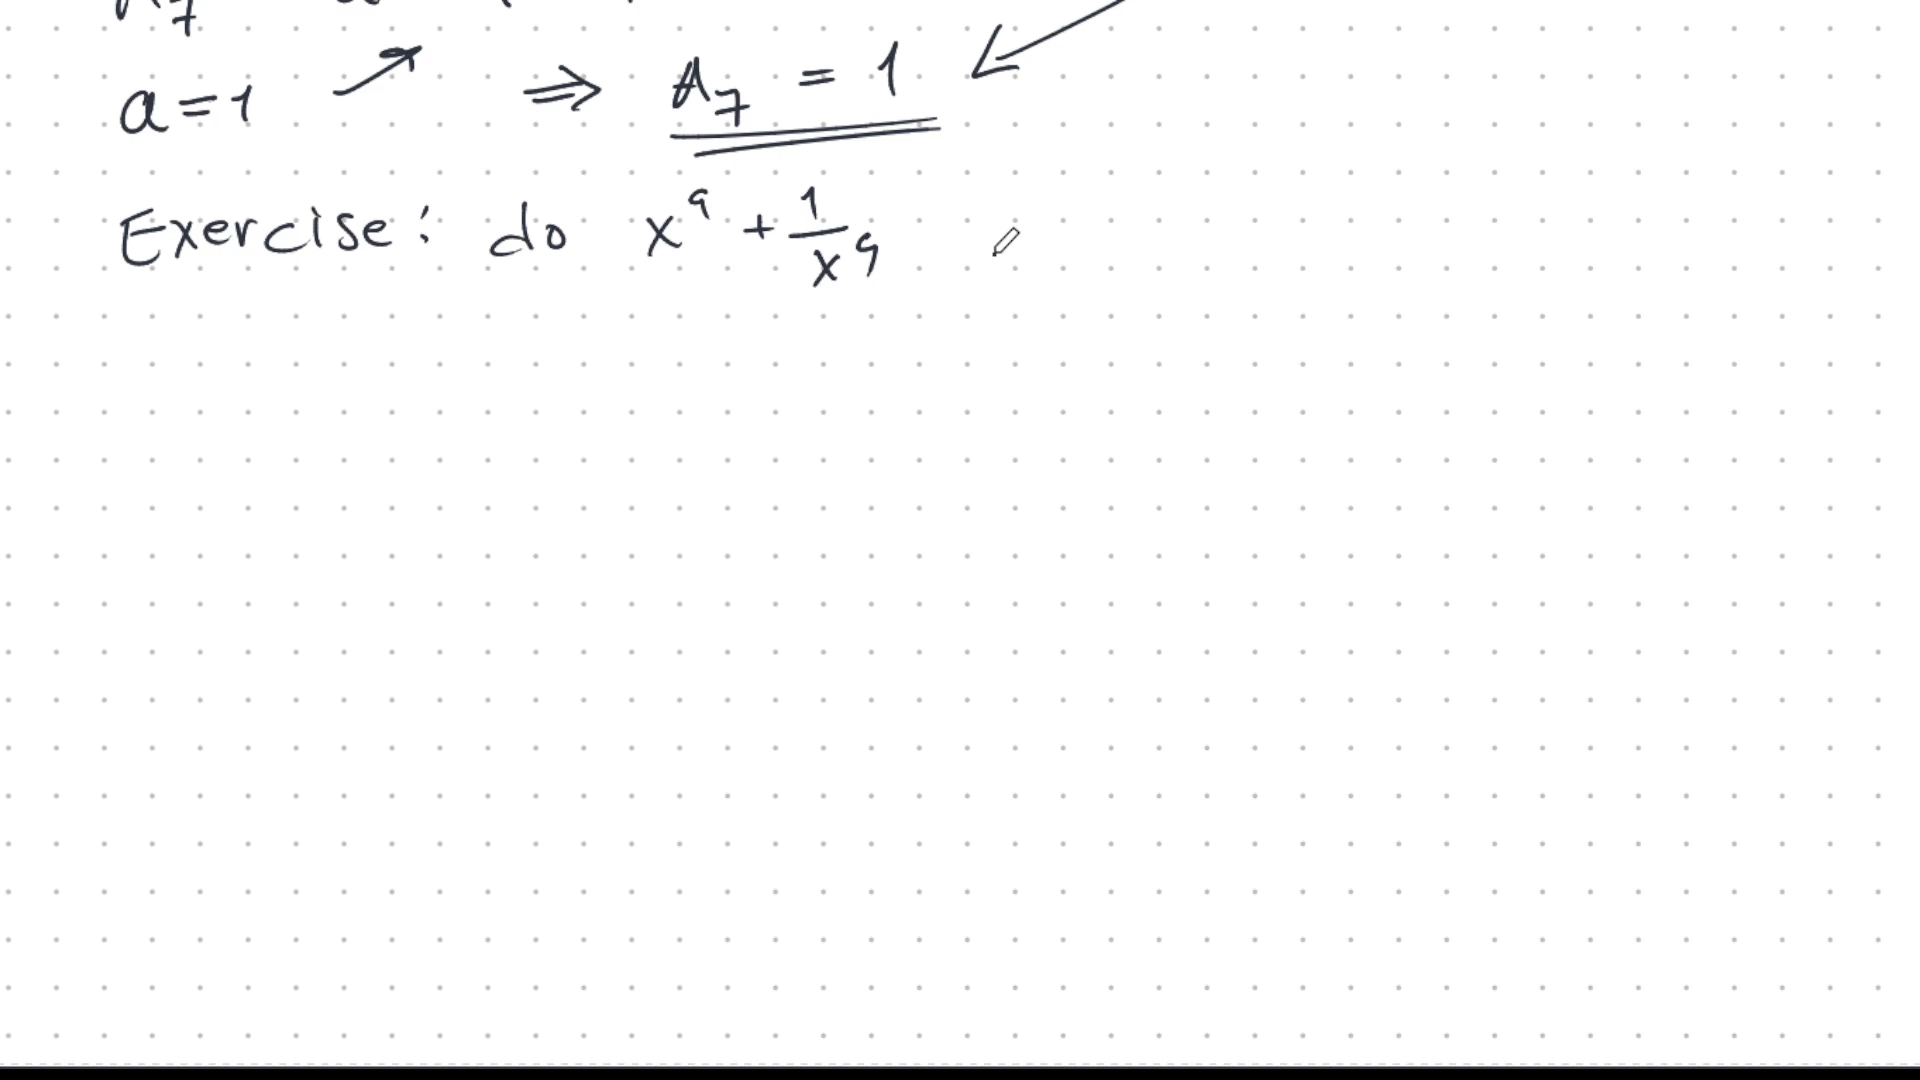 a = 1 ⇒ A₇ = 1
Exercise: do x⁹ + 1/x⁹